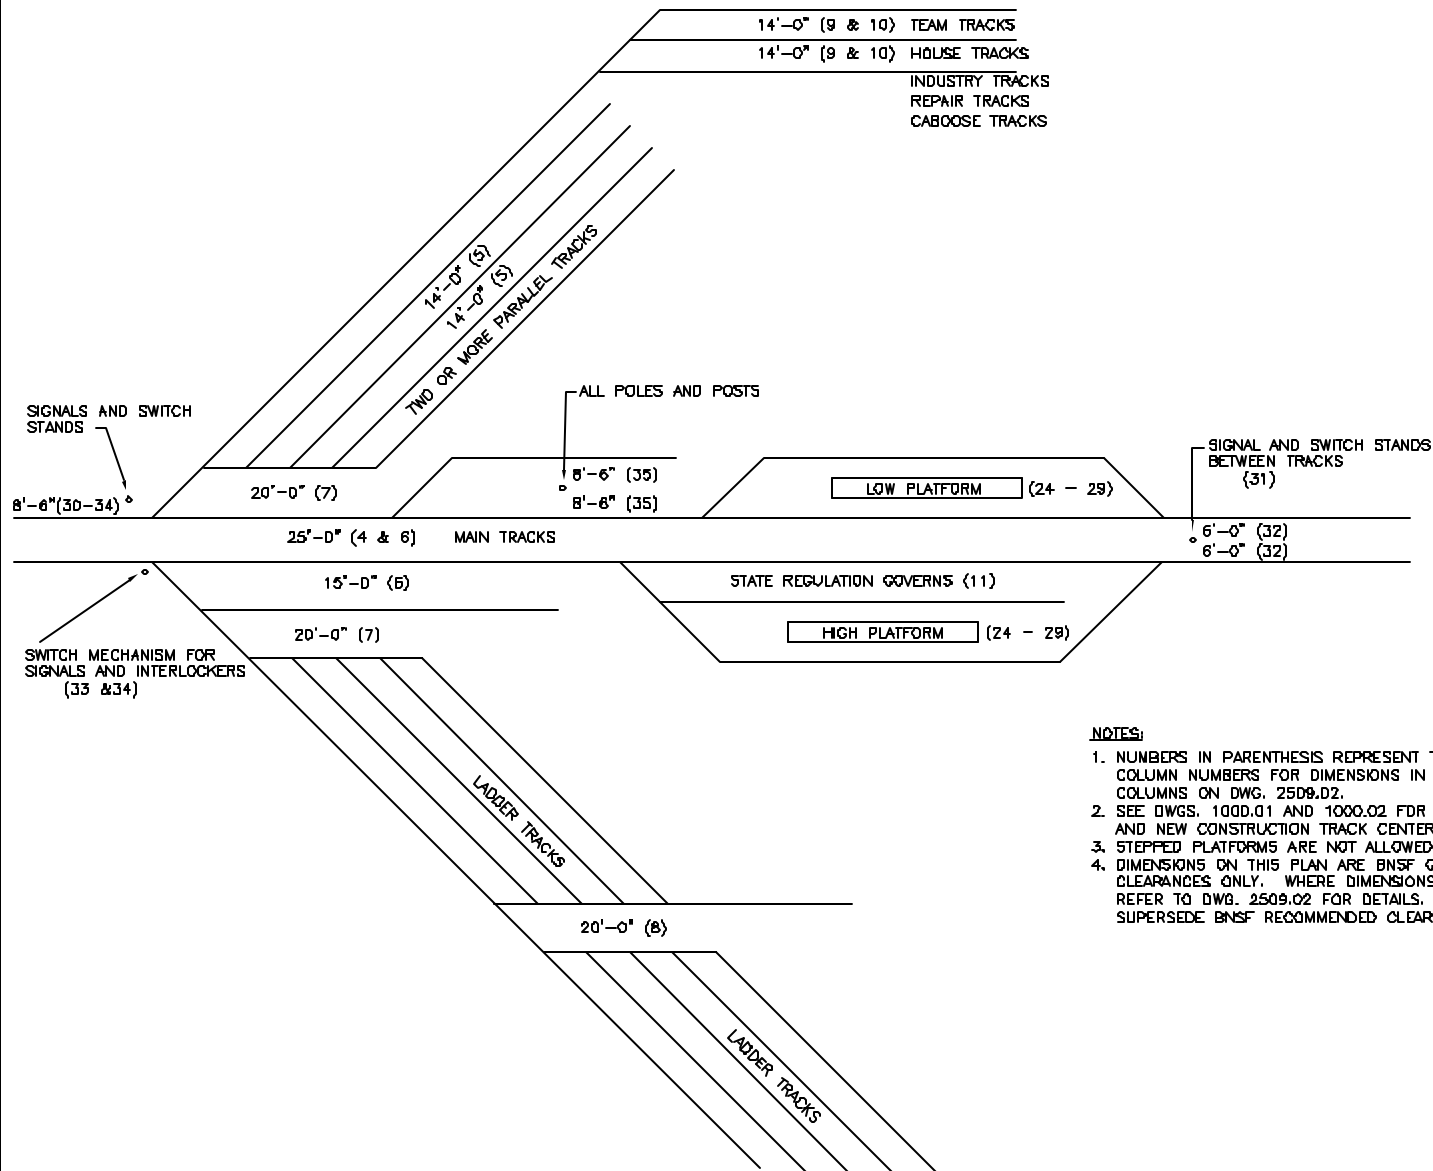 14'-0" (9 & 10) TEAM TRACKS
14'-0" (9 & 10) HOUSE TRACKS
INDUSTRY TRACKS
REPAIR TRACKS
CABOOSE TRACKS
14'-0" (5)
14'-0" (5)
TWO OR MORE PARALLEL TRACKS
ALL POLES AND POSTS
SIGNALS AND SWITCH
STANDS
SIGNAL AND SWITCH STANDS
BETWEEN TRACKS
(31)
8'-6" (35)
8'-6" (35)
20'-0" (7)
LOW PLATFORM (24 - 29)
8'-6"(30-34)
25'-0" (4 & 6) MAIN TRACKS
6'-0" (32)
6'-0" (32)
15'-0" (6)
STATE REGULATION GOVERNS (11)
20'-0" (7)
HIGH PLATFORM (24 - 29)
SWITCH MECHANISM FOR
SIGNALS AND INTERLOCKERS
(33 &34)
LADDER TRACKS
20'-0" (8)
LADDER TRACKS
NOTES:
1. NUMBERS IN PARENTHESIS REPRESENT
COLUMN NUMBERS FOR DIMENSIONS IN
COLUMNS ON DWG. 2509.02.
2. SEE DWGS. 1000.01 AND 1000.02 FOR
AND NEW CONSTRUCTION TRACK CENTER
3. STEPPED PLATFORMS ARE NOT ALLOWED
4. DIMENSIONS ON THIS PLAN ARE BNSF
CLEARANCES ONLY. WHERE DIMENSIONS
REFER TO DWG. 2509.02 FOR DETAILS.
SUPERSEDE BNSF RECOMMENDED CLEAR